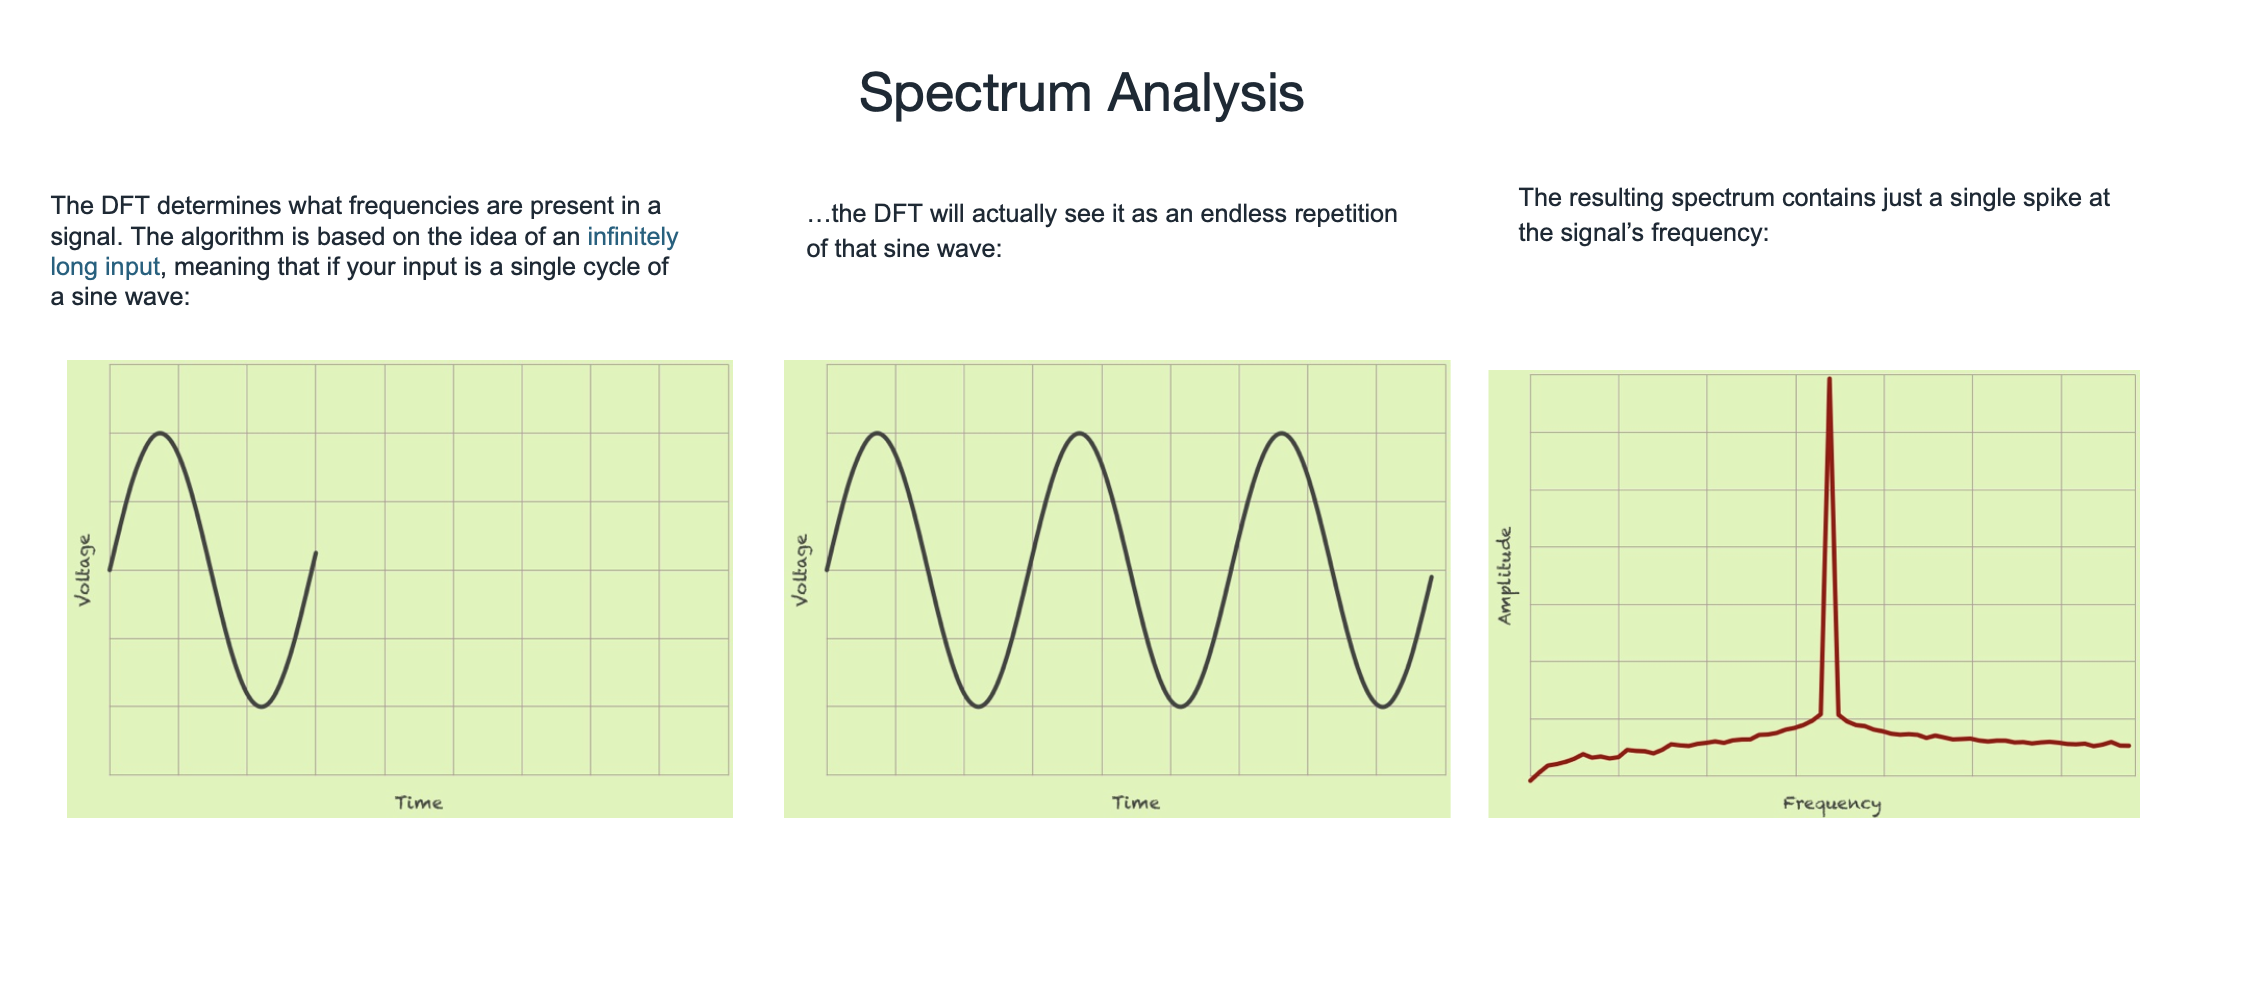 Spectrum Analysis
The DFT determines what frequencies are present in a
signal. The algorithm is based on the idea of an infinitely
long input, meaning that if your input is a single cycle of
a sine wave:
…the DFT will actually see it as an endless repetition
of that sine wave:
The resulting spectrum contains just a single spike at
the signal’s frequency:
Voltage
Time
Voltage
Time
Amplitude
Frequency